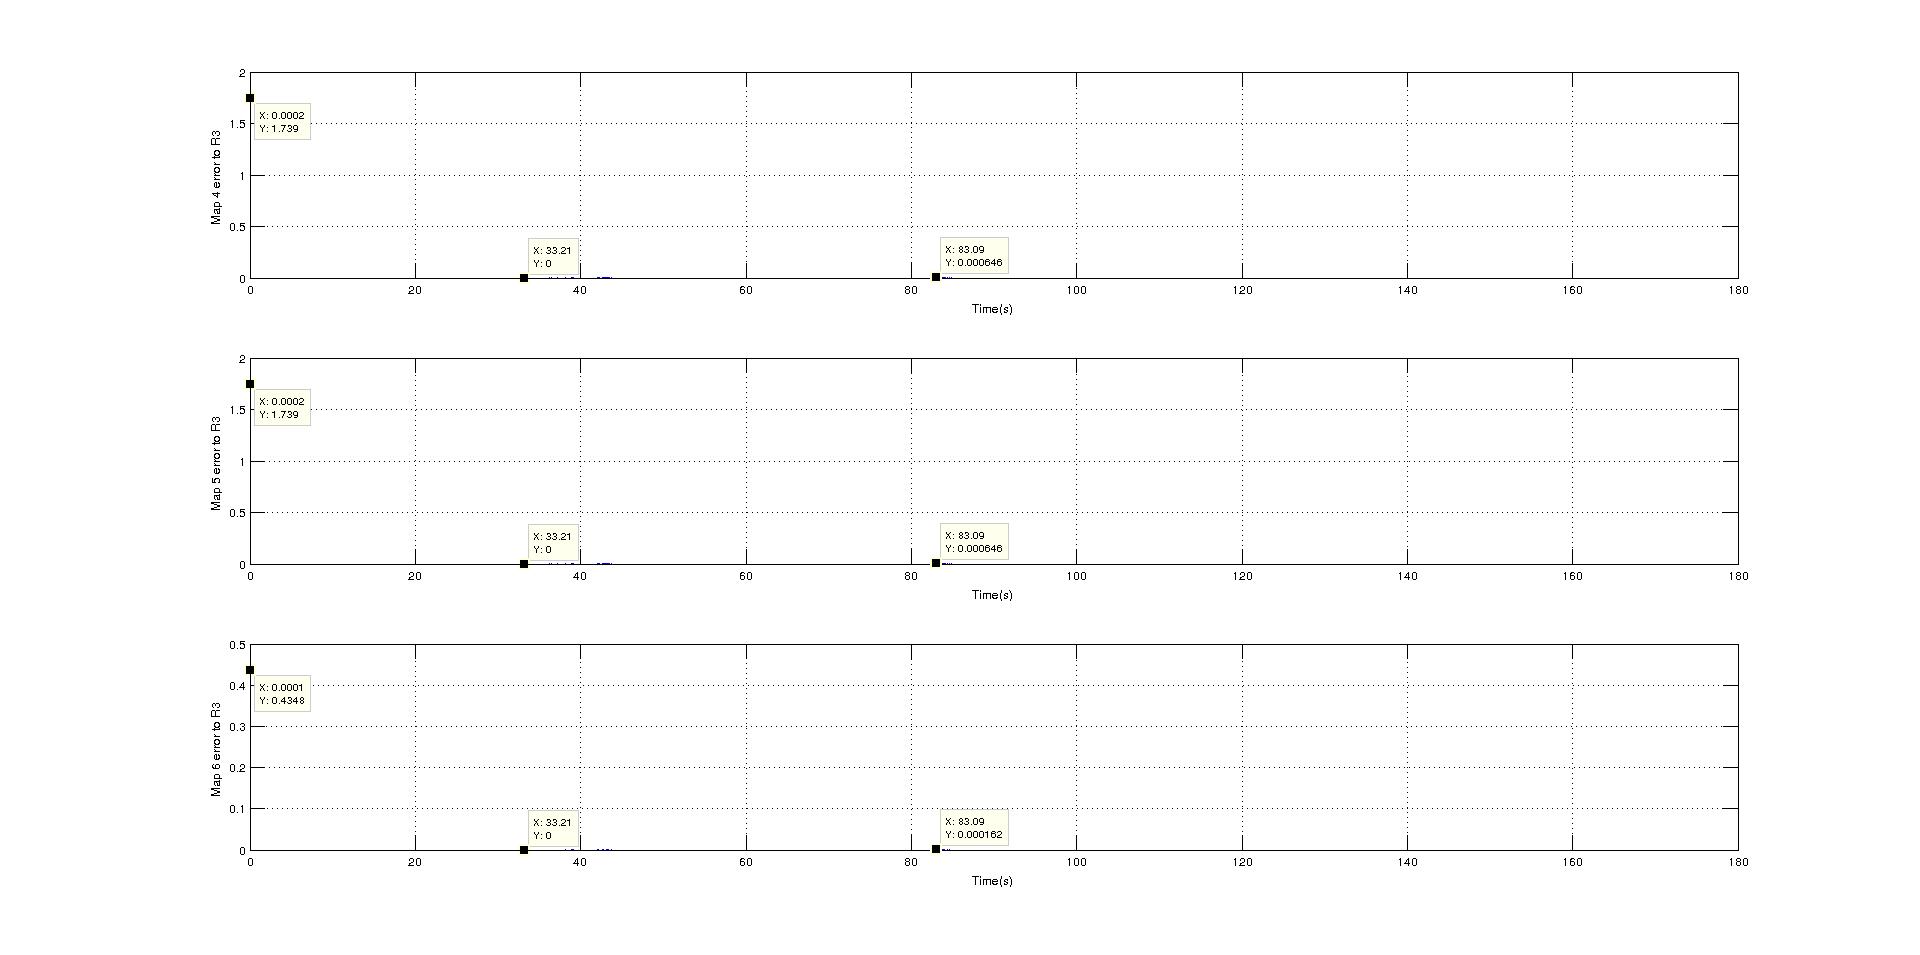 2
X: 0.0002
Y: 1.739
1.5
Map 4 error to R3
1
0.5
X: 33.21
Y: 0
X: 83.09
Y: 0.000646
0
0 20 40 60 80 100 120 140 160 180
Time(s)
2
X: 0.0002
Y: 1.739
1.5
Map 5 error to R3
1
0.5
X: 33.21
Y: 0
X: 83.09
Y: 0.000646
0
0 20 40 60 80 100 120 140 160 180
Time(s)
0.5
0.4
X: 0.0001
Y: 0.4348
Map 6 error to R3
0.3
0.2
0.1
X: 33.21
Y: 0
X: 83.09
Y: 0.000162
0
0 20 40 60 80 100 120 140 160 180
Time(s)